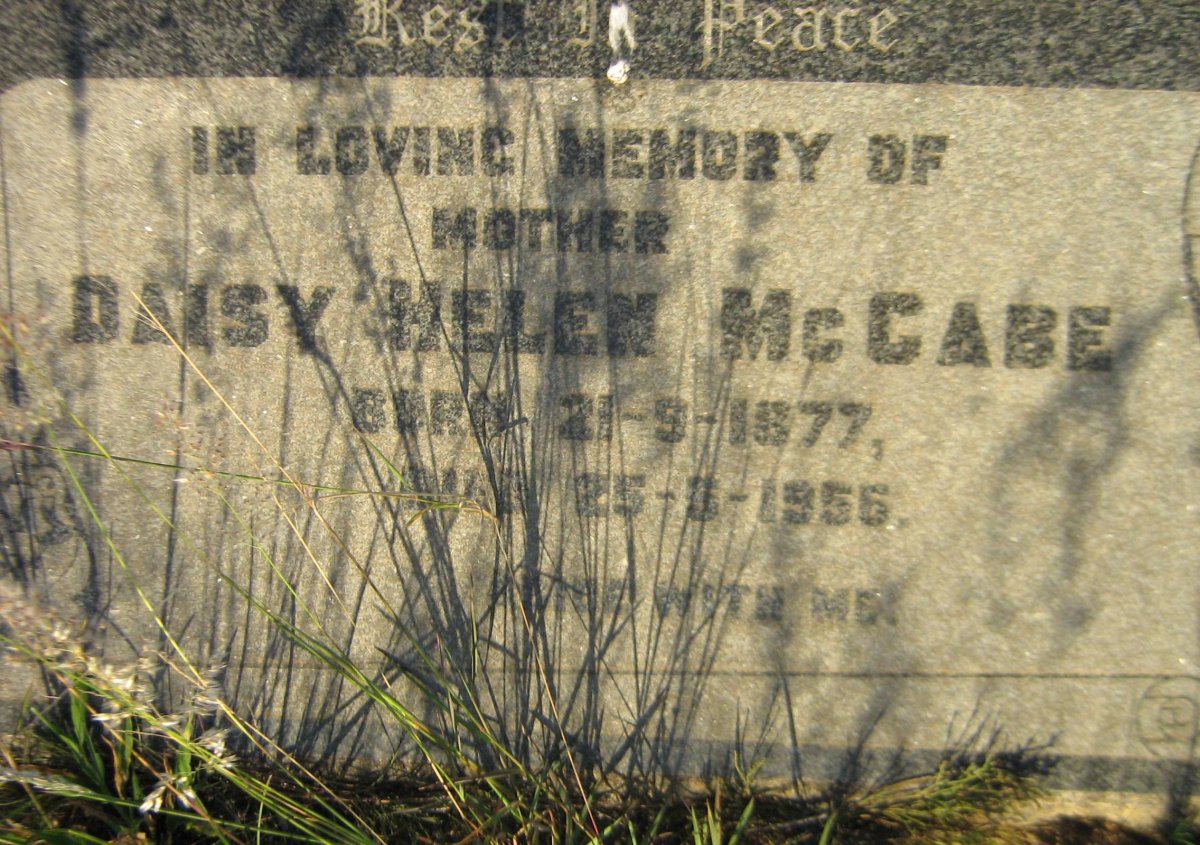 Rest In Peace
IN LOVING MEMORY OF
MOTHER
DAISY HELEN McCABE
BORN 21-9-1877,
25-8-1956.
WITH ME.